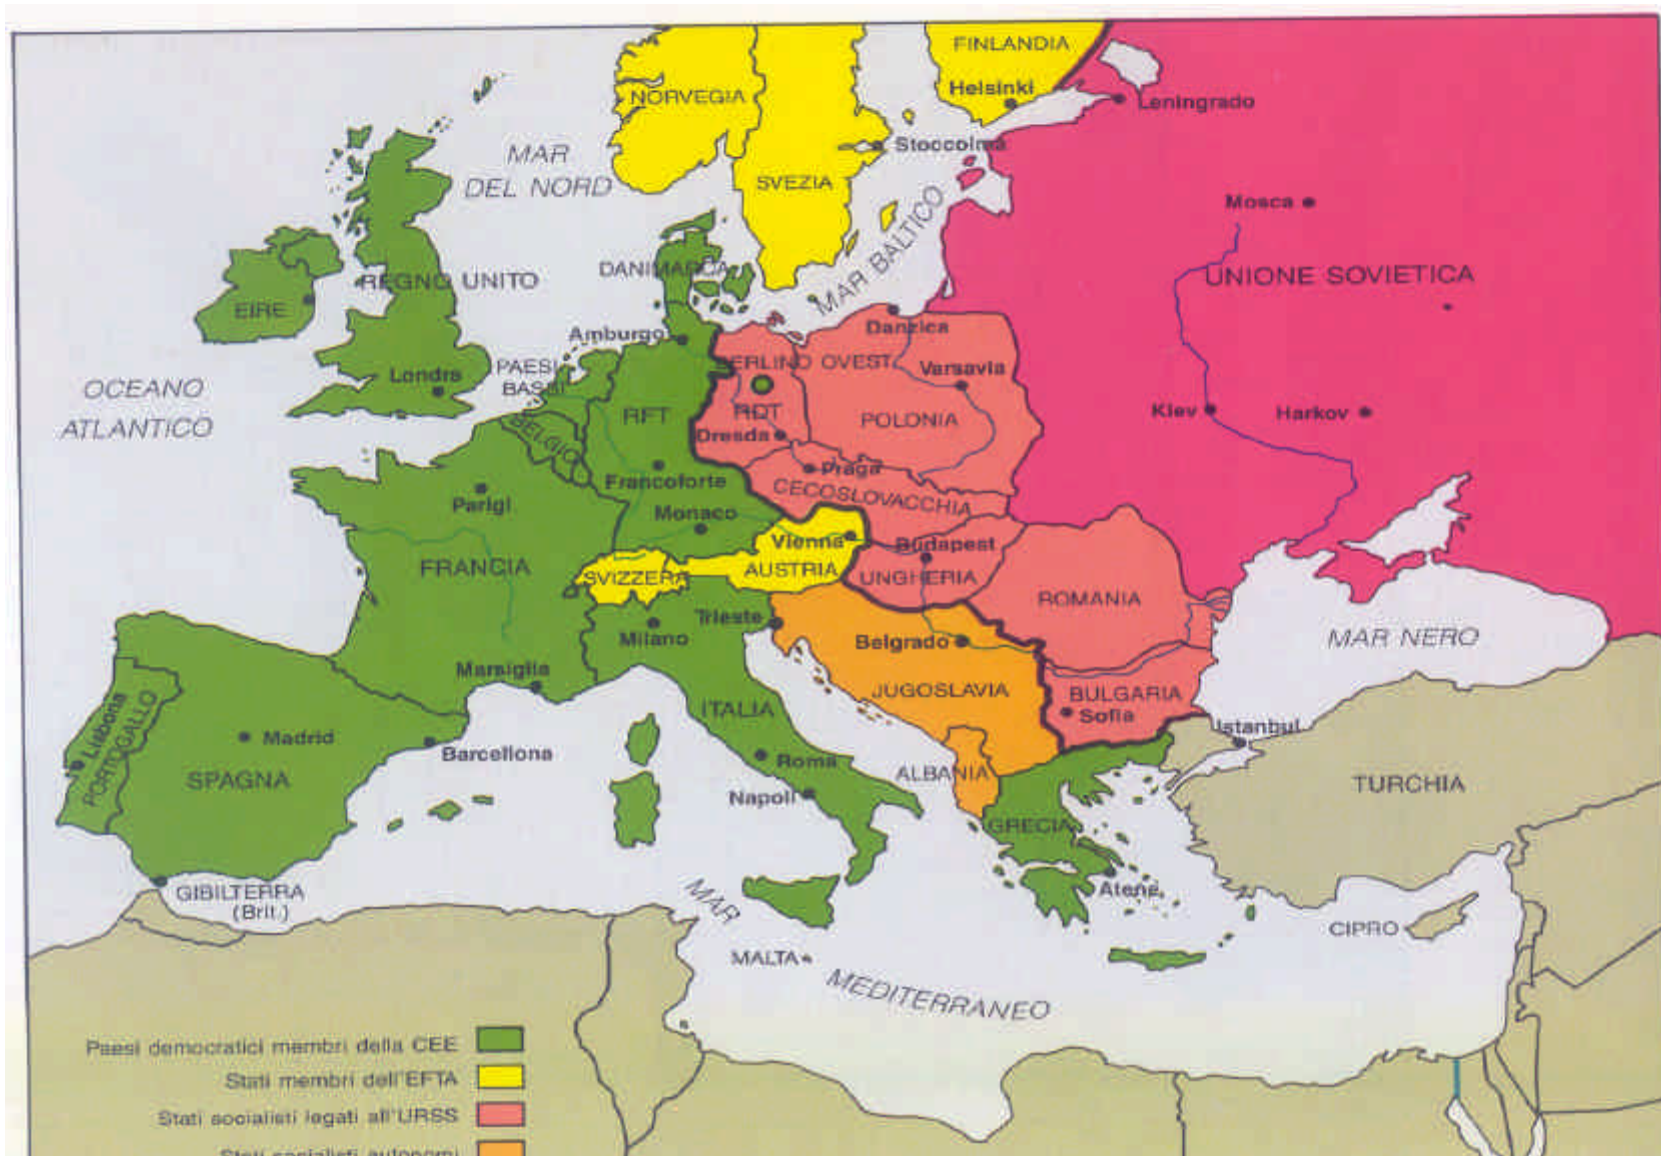 FINLANDIA
Helsinki
Leningrado
NORVEGIA
Stoccolma
MAR
DEL NORD
SVEZIA
Mosca
MAR BALTICO
UNIONE SOVIETICA
DANIMARCA
REGNO UNITO
EIRE
Danzica
Amburgo
BERLINO OVEST
Varsavia
PAESI
BASSI
Londra
OCEANO
ATLANTICO
RFT
RDT
POLONIA
Kiev
Harkov
BELGIO
Dresda
Praga
CECOSLOVACCHIA
Francoforte
Parigi
Monaco
Vienna
Budapest
FRANCIA
SVIZZERA
AUSTRIA
UNGHERIA
ROMANIA
Trieste
Milano
Belgrado
MAR NERO
Marsiglia
JUGOSLAVIA
BULGARIA
Sofia
ITALIA
Lisbona
PORTOGALLO
Madrid
Barcellona
Istanbul
SPAGNA
Roma
ALBANIA
TURCHIA
Napoli
GRECIA
GIBILTERRA
(Brit.)
Atene
MAR
MEDITERRANEO
CIPRO
MALTA
Paesi democratici membri della CEE
Stati membri dell'EFTA
Stati socialisti legati all'URSS
Stati socialisti autonomi